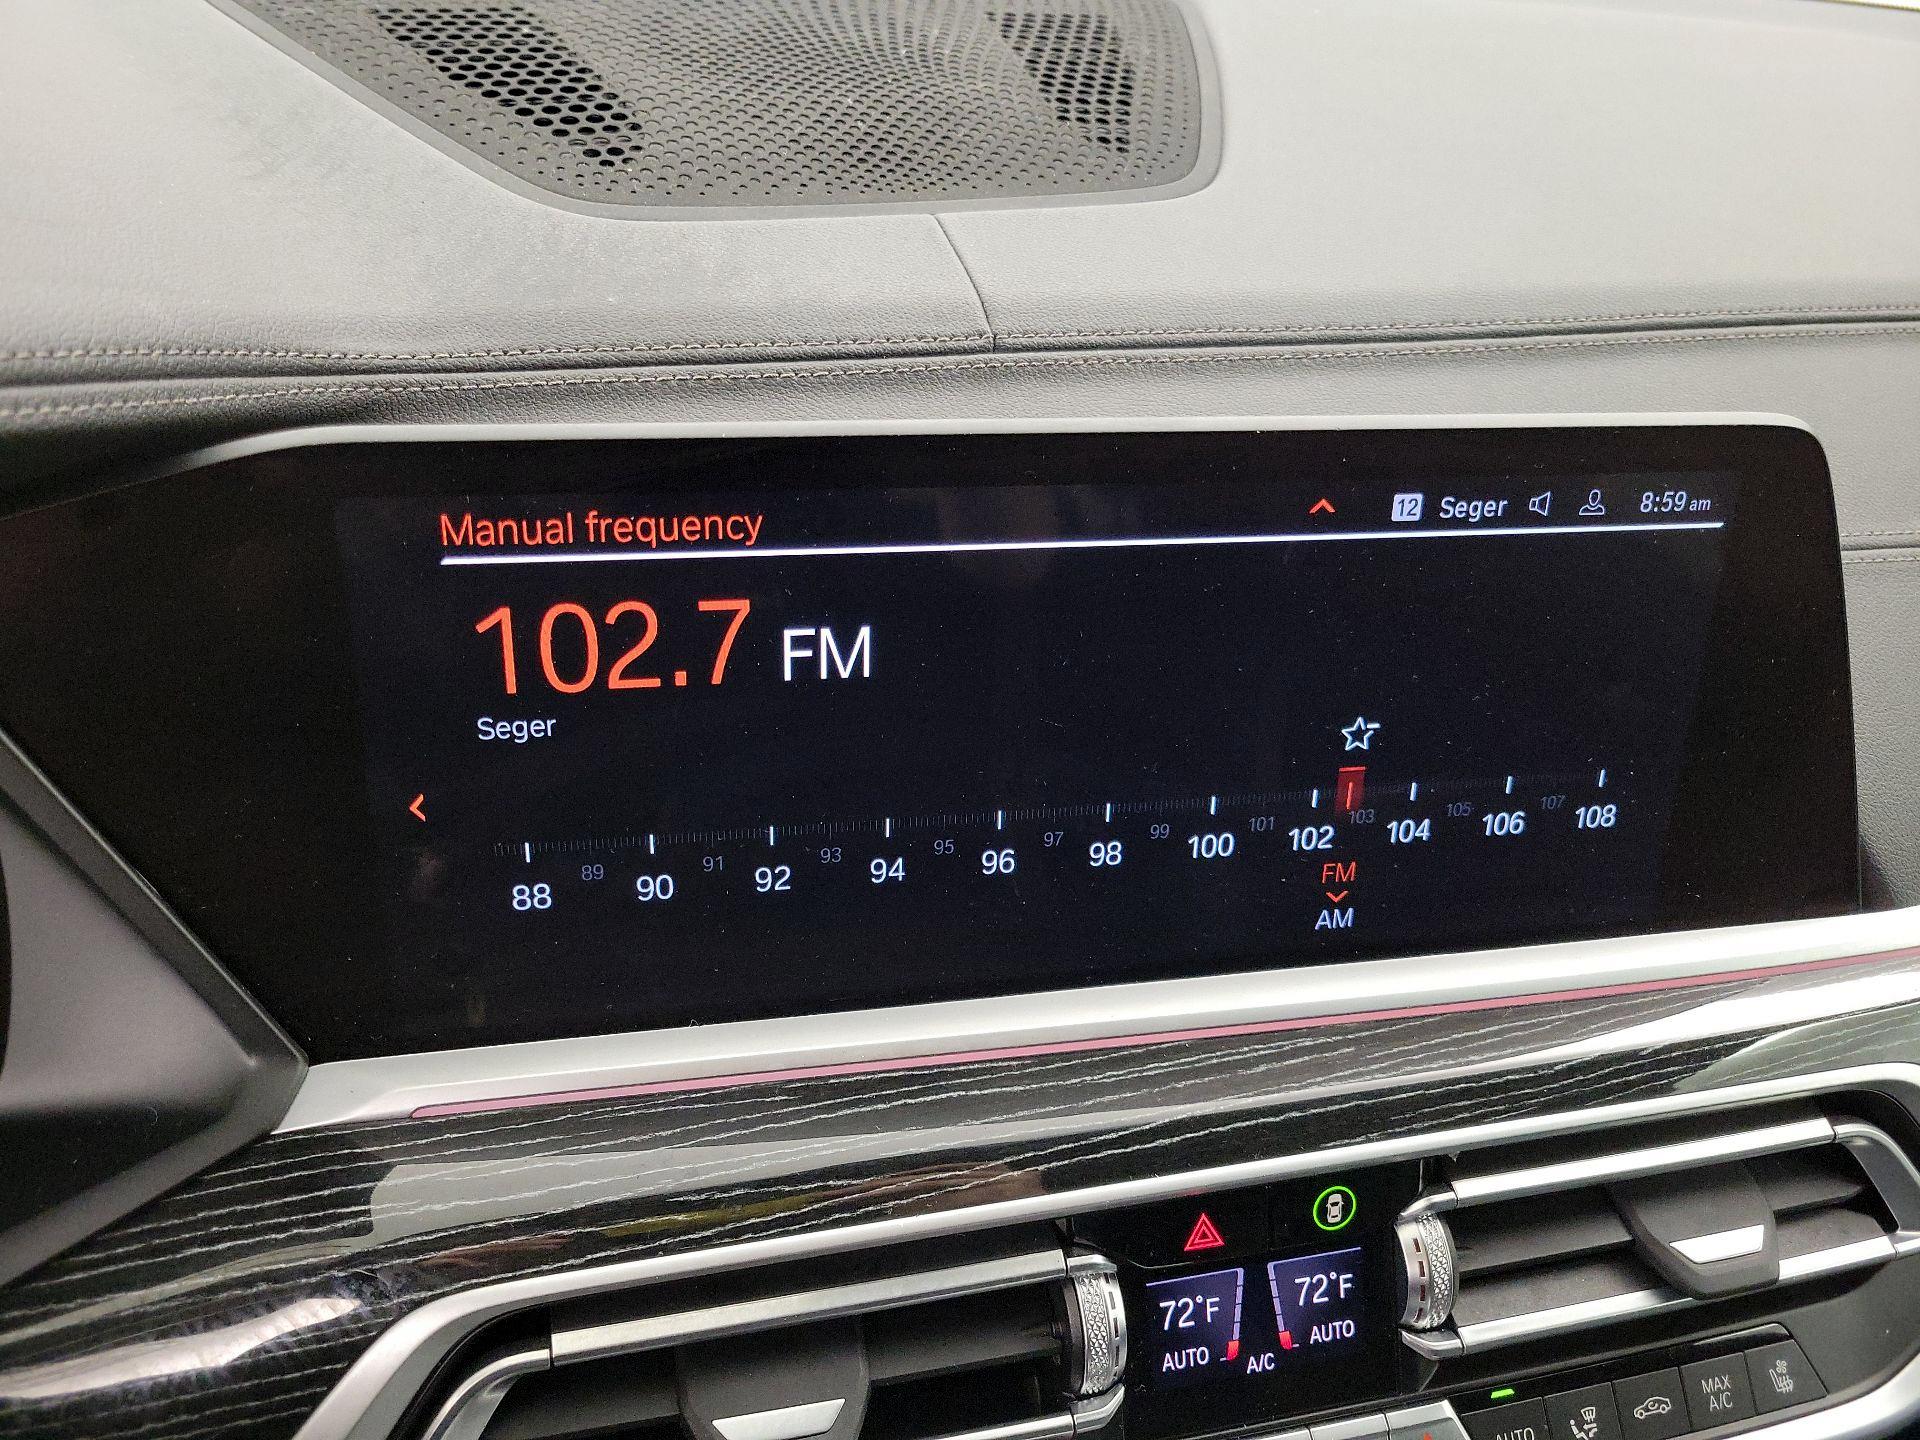 Manual frequency
12 Seger 8:59 am
102.7 FM
Seger
88 89 90 91 92 93 94 95 96 97 98 99 100 101 102 103 104 105 106 107 108
FM
AM
72°F 72°F
AUTO A/C AUTO
AUTO MAX A/C